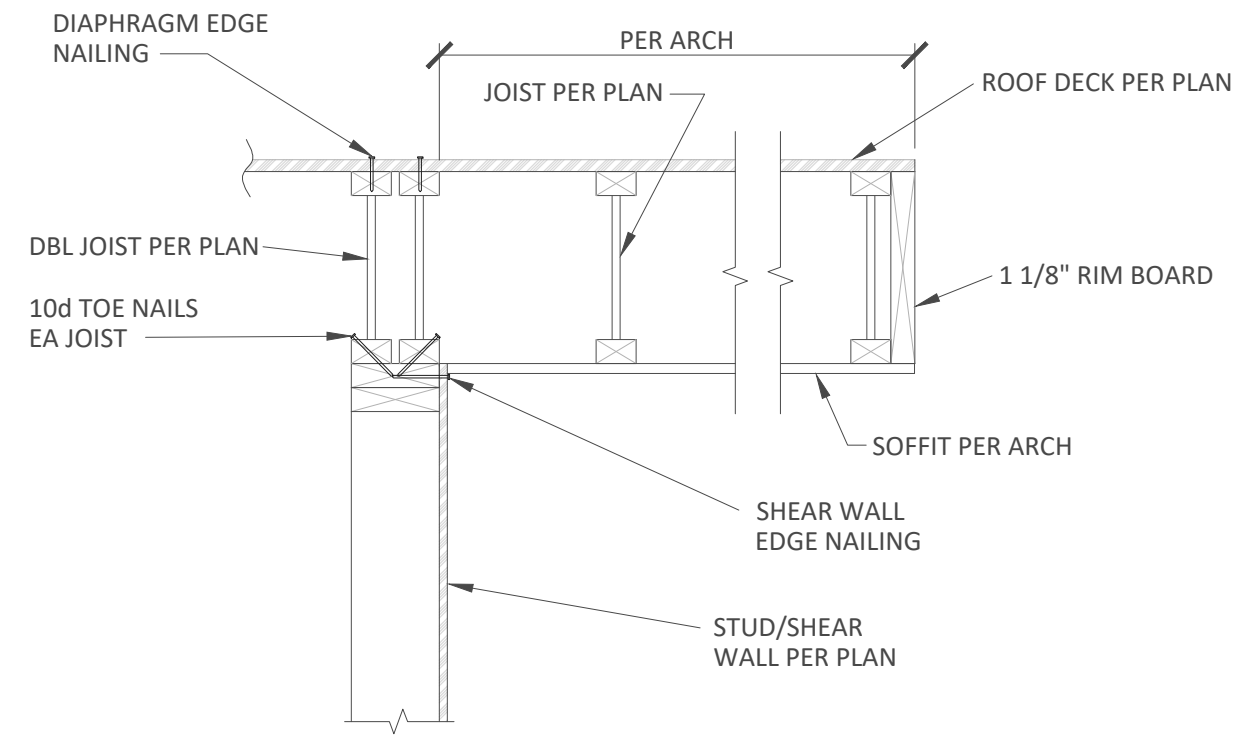 DIAPHRAGM EDGE
NAILING
PER ARCH
JOIST PER PLAN
ROOF DECK PER PLAN
DBL JOIST PER PLAN
1 1/8" RIM BOARD
10d TOE NAILS
EA JOIST
SOFFIT PER ARCH
SHEAR WALL
EDGE NAILING
STUD/SHEAR
WALL PER PLAN